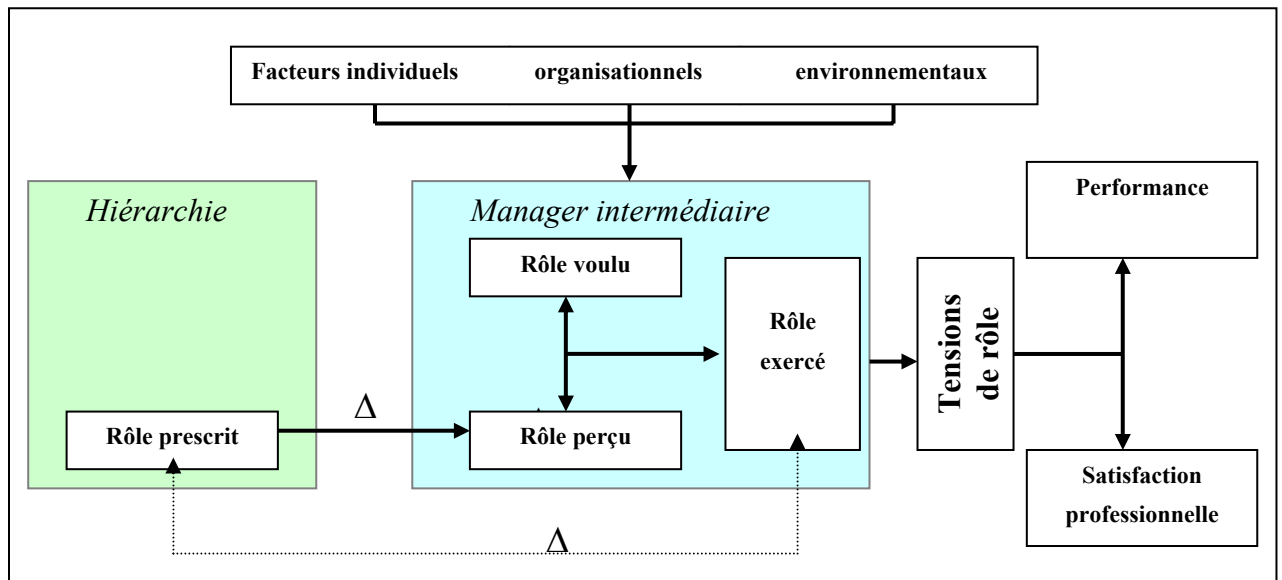 Facteurs individuels organisationnels environnementaux
Hiérarchie
Manager intermédiaire
Rôle voulu
Rôle
exercé
Rôle prescrit
Δ
Rôle perçu
Δ
Tensions
de rôle
Performance
Satisfaction
professionnelle